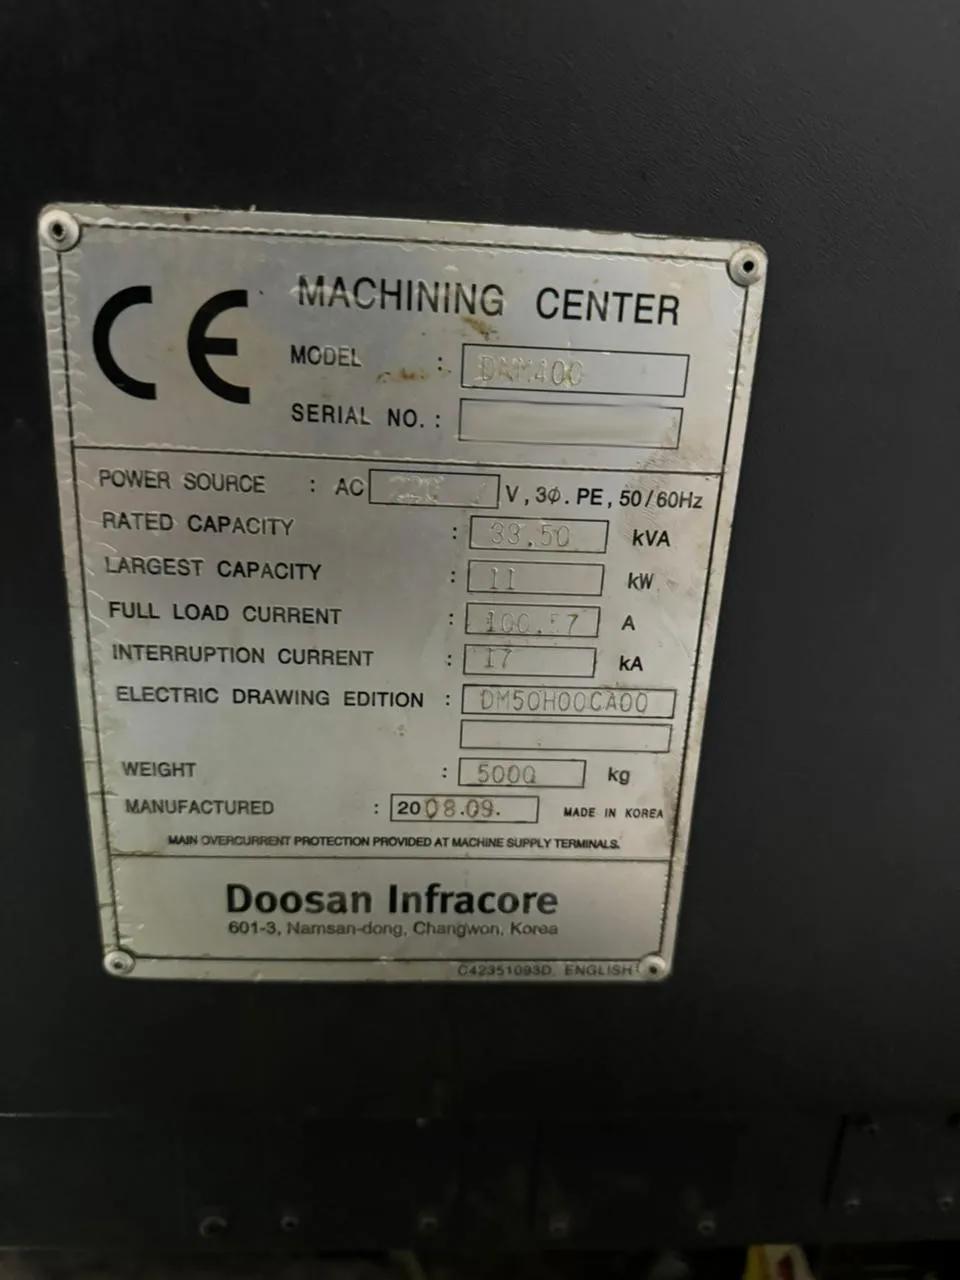 CE MACHINING CENTER
MODEL :
SERIAL NO. :
POWER SOURCE : AC 220 V, 3Ø. PE, 50/60Hz
RATED CAPACITY : 33.50 kVA
LARGEST CAPACITY : 11 kW
FULL LOAD CURRENT : A
INTERRUPTION CURRENT : 17 kA
ELECTRIC DRAWING EDITION : DM50H00CA00
WEIGHT : 5000 kg
MANUFACTURED : 2008.09. MADE IN KOREA
MAIN OVERCURRENT PROTECTION PROVIDED AT MACHINE SUPPLY TERMINALS.
Doosan Infracore
601-3, Namsan-dong, Changwon, Korea
C42351093D. ENGLISH